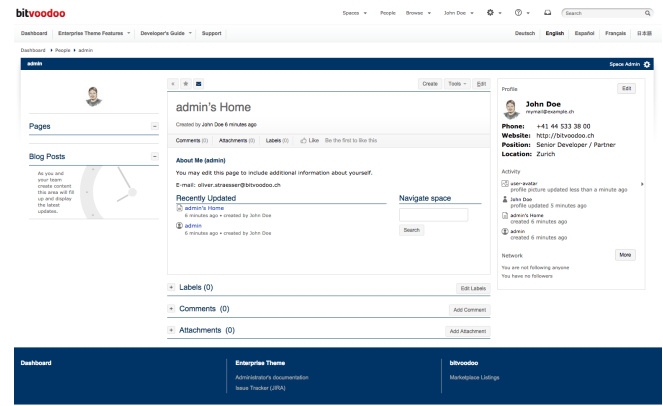 bitvoodoo
Spaces People Browse John Doe Search
Dashboard Enterprise Theme Features Developer's Guide Support
Deutsch English Español Français 日本語
Dashboard People admin
admin
Space Admin
Create Tools Edit
admin's Home
Created by John Doe 6 minutes ago
Comments (0) Attachments (0) Labels (0) Like Be the first to like this
About Me (admin)
You may edit this page to include additional information about yourself.
E-mail: oliver.straesser@bitvoodoo.ch
Recently Updated
admin's Home
6 minutes ago • created by John Doe
admin
6 minutes ago • created by John Doe
Navigate space
Search
Pages
Blog Posts
As you and
your team
create content
this area will fill
up and display
the latest
updates.
Profile
Edit
John Doe
mymail@example.ch
Phone: +41 44 533 38 00
Website: http://bitvoodoo.ch
Position: Senior Developer / Partner
Location: Zurich
Activity
user-avatar
profile picture updated less than a minute ago
John Doe
profile updated 5 minutes ago
admin's Home
created 6 minutes ago
admin
created 6 minutes ago
Network
More
You are not following anyone
You have no followers
Labels (0)
Edit Labels
Comments (0)
Add Comment
Attachments (0)
Add Attachment
Dashboard
Enterprise Theme
Administrator's documentation
Issue Tracker (JIRA)
bitvoodoo
Marketplace Listings